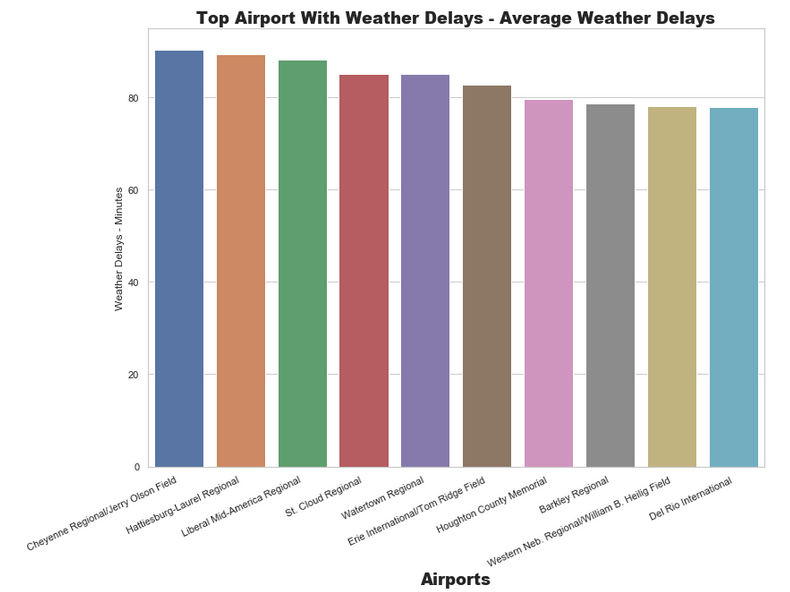 Top Airport With Weather Delays - Average Weather Delays
Weather Delays - Minutes
80
60
40
20
0
Cheyenne Regional/Jerry Olson Field
Hattiesburg-Laurel Regional
Liberal Mid-America Regional
St. Cloud Regional
Watertown Regional
Erie International/Tom Ridge Field
Houghton County Memorial
Barkley Regional
Western Neb. Regional/William B. Heilig Field
Del Rio International
Airports